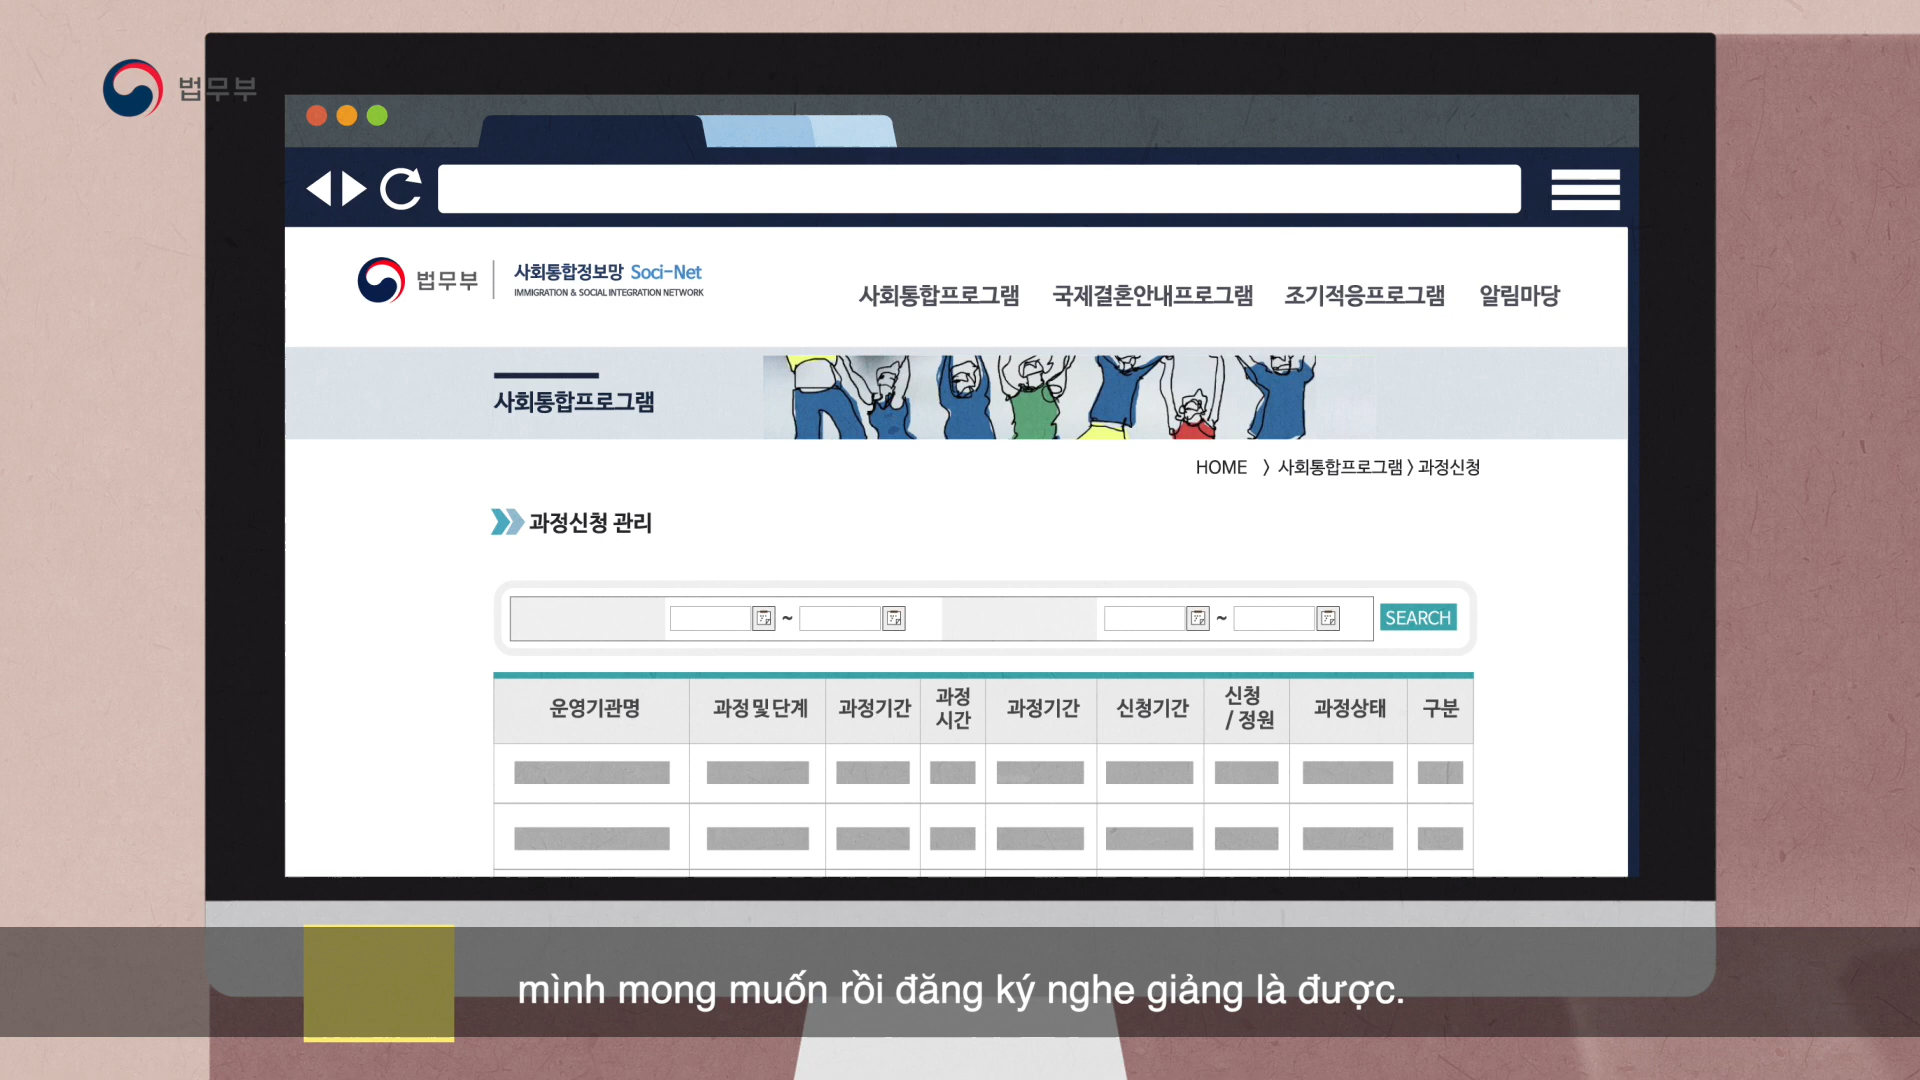 법무부
법무부
사회통합정보망 Soci-Net
IMMIGRATION & SOCIAL INTEGRATION NETWORK
사회통합프로그램 국제결혼안내프로그램 조기적응프로그램 알림마당
사회통합프로그램
HOME 〉 사회통합프로그램 〉 과정신청
과정신청 관리
~ ~ SEARCH
운영기관명 과정 및 단계 과정기간 과정 시간 과정기간 신청기간 신청 / 정원 과정상태 구분
mình mong muốn rồi đăng ký nghe giảng là được.